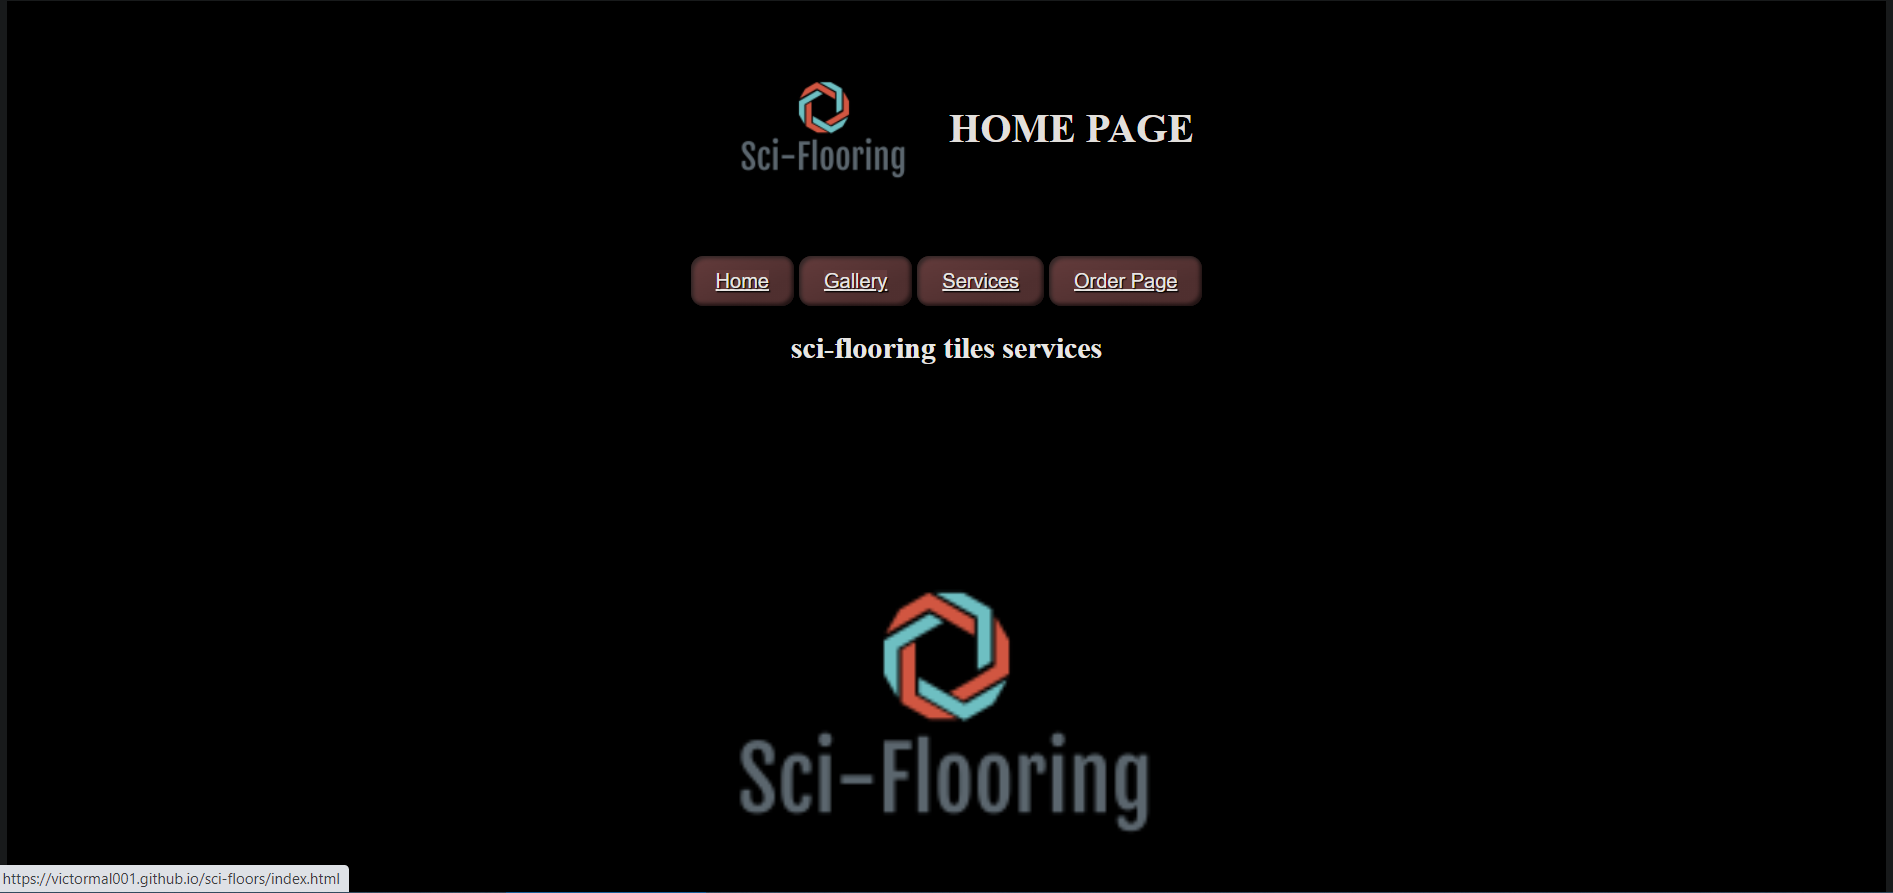 Sci-Flooring
HOME PAGE
Home Gallery Services Order Page
sci-flooring tiles services
Sci-Flooring
https://victormal001.github.io/sci-floors/index.html